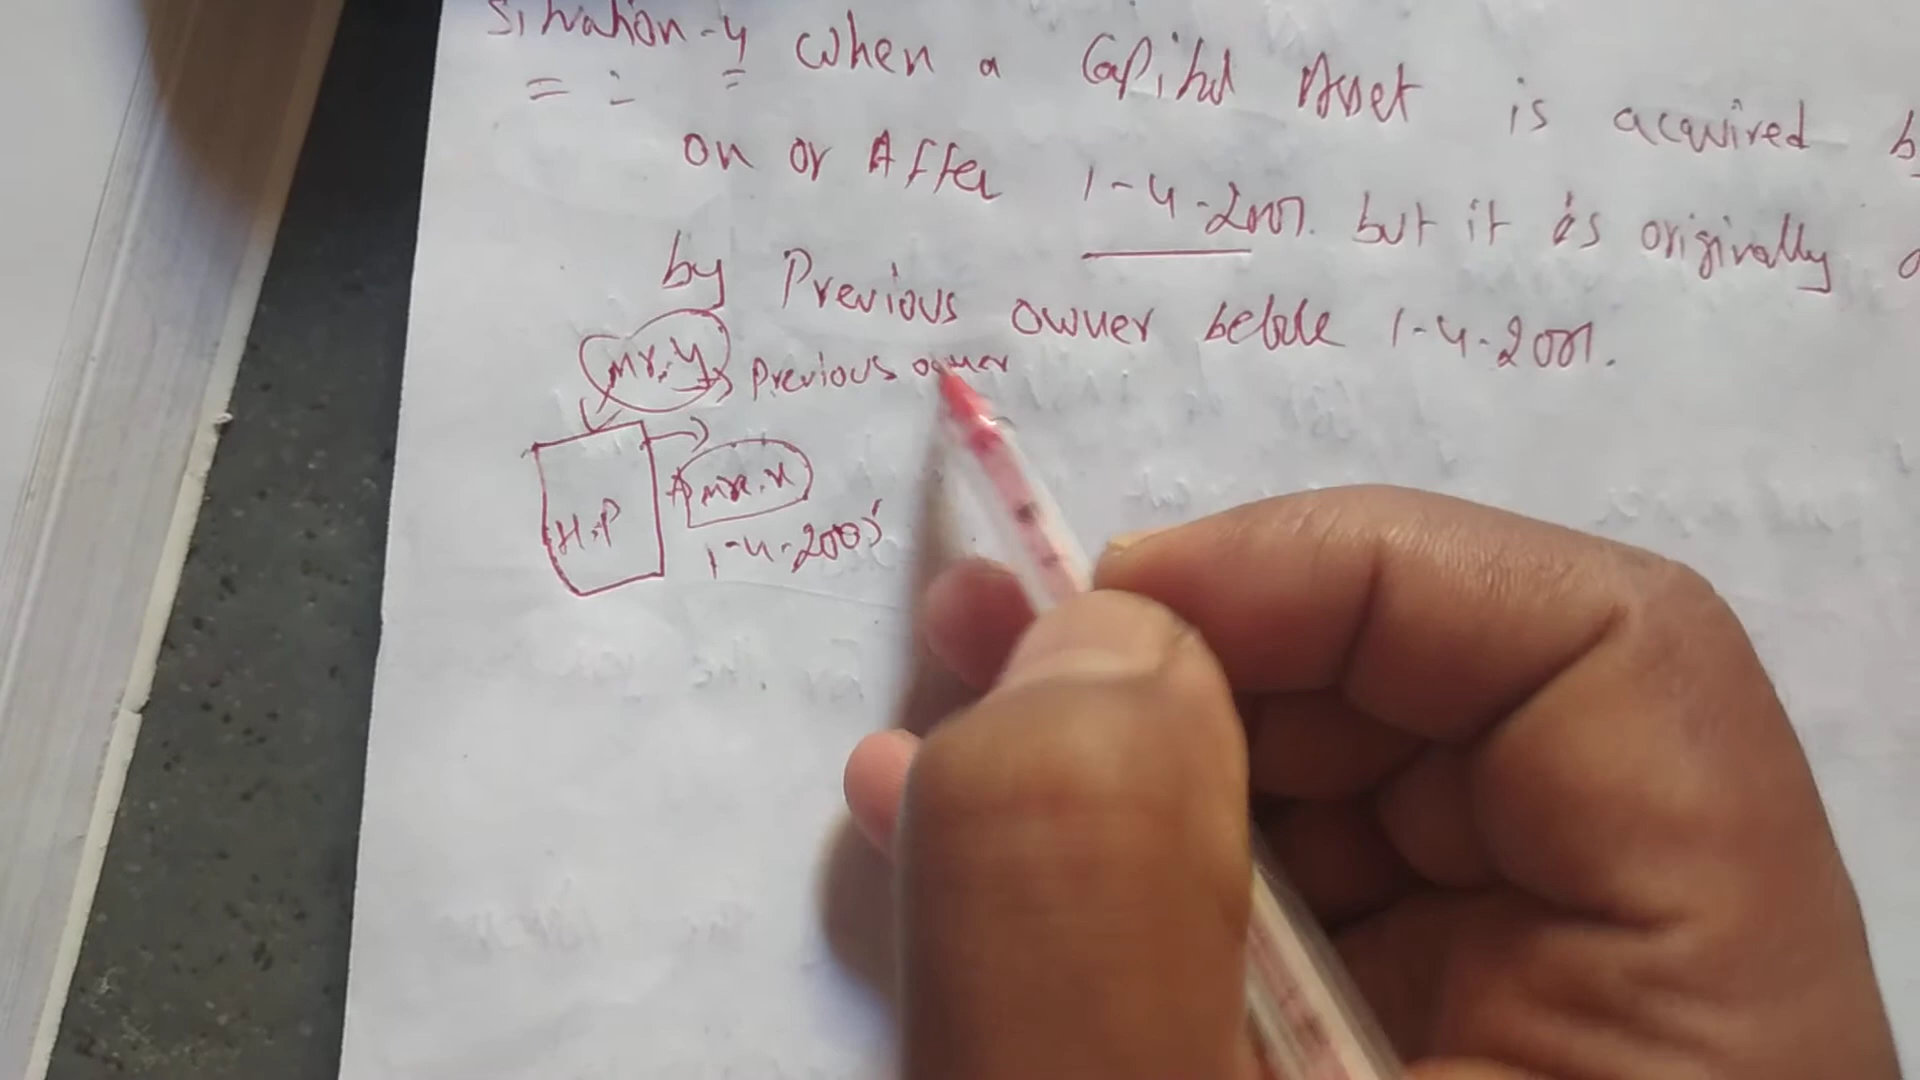 Situation-4 when a Capital Asset is acquired b
on or After 1-4-2001. but it is originally
by Previous owner before 1-4-2001.
Mr. y Previous owner
H.P
Mr. x
1-4-2005